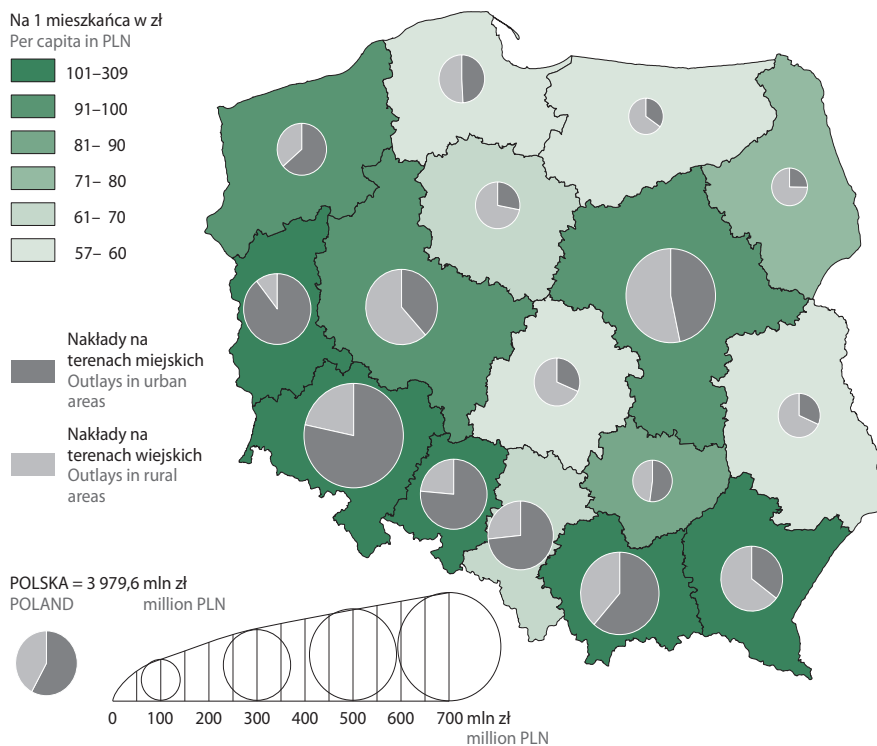 Na 1 mieszkańca w zł
Per capita in PLN
101–309
91–100
81– 90
71– 80
61– 70
57– 60
Nakłady na
terenach miejskich
Outlays in urban
areas
Nakłady na
terenach wiejskich
Outlays in rural
areas
POLSKA = 3 979,6 mln zł
POLAND million PLN
0 100 200 300 400 500 600 700 mln zł
million PLN